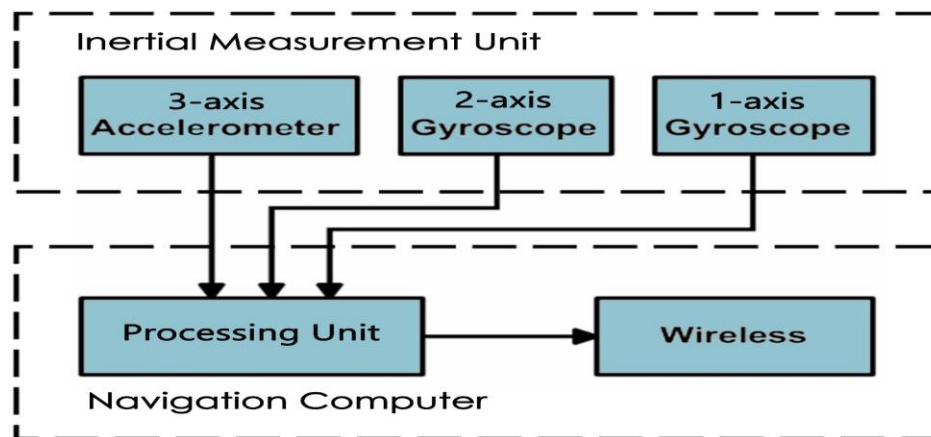 Inertial Measurement Unit
3-axis
Accelerometer
2-axis
Gyroscope
1-axis
Gyroscope
Processing Unit
Wireless
Navigation Computer